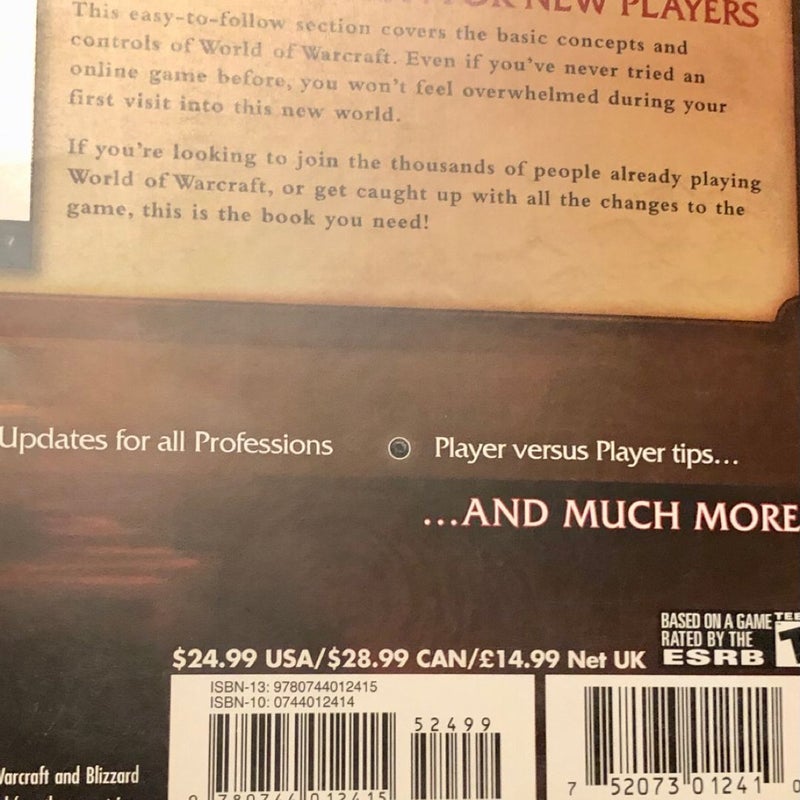 FOR NEW PLAYERS
This easy-to-follow section covers the basic concepts and
controls of World of Warcraft. Even if you've never tried an
online game before, you won't feel overwhelmed during your
first visit into this new world.
If you're looking to join the thousands of people already playing
World of Warcraft, or get caught up with all the changes to the
game, this is the book you need!
Updates for all Professions
Player versus Player tips...
...AND MUCH MORE
BASED ON A GAME
RATED BY THE
ESRB
TEE
T
$24.99 USA/$28.99 CAN/£14.99 Net UK
ISBN-13: 9780744012415
ISBN-10: 0744012414
52499
9 780744 012415
7 52073 01241 0
Warcraft and Blizzard